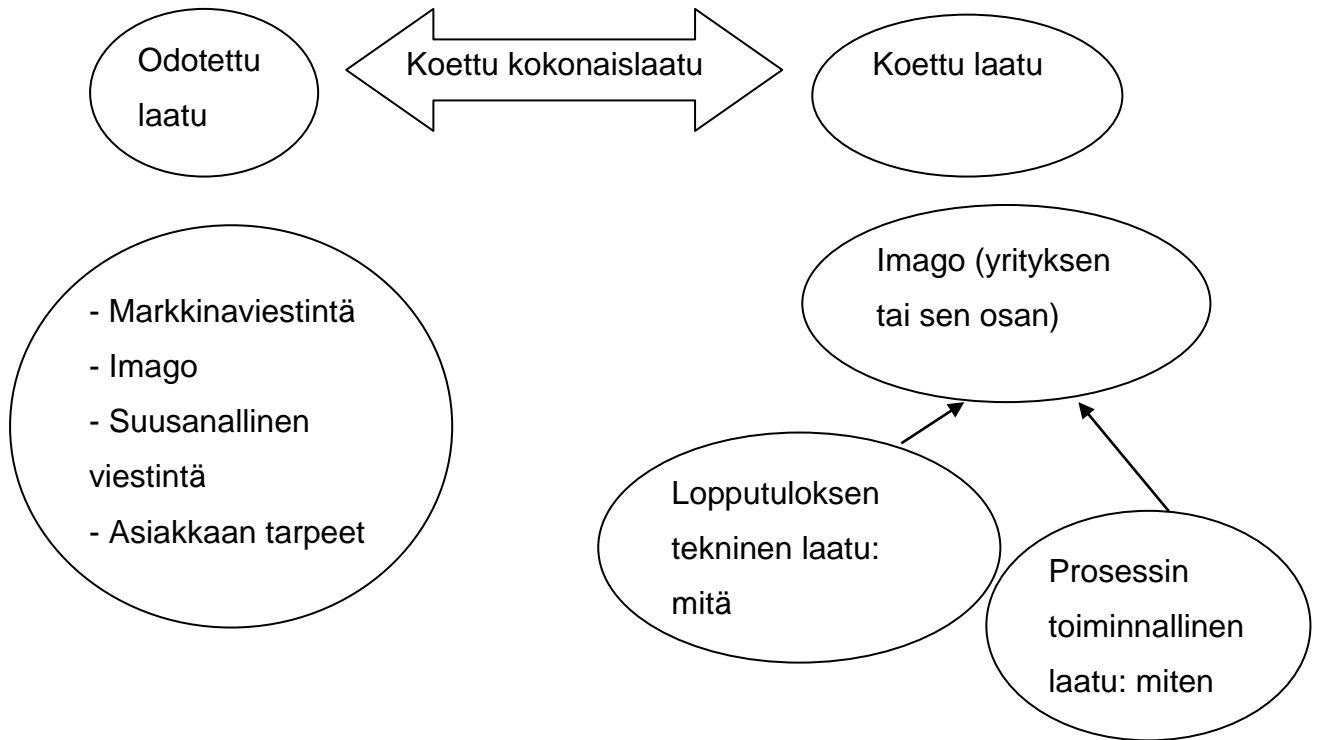 Odotettu
laatu
Koettu kokonaislaatu
Koettu laatu
- Markkinaviestintä
- Imago
- Suusanallinen
viestintä
- Asiakkaan tarpeet
Imago (yrityksen
tai sen osan)
Lopputuloksen
tekninen laatu:
mitä
Prosessin
toiminnallinen
laatu: miten